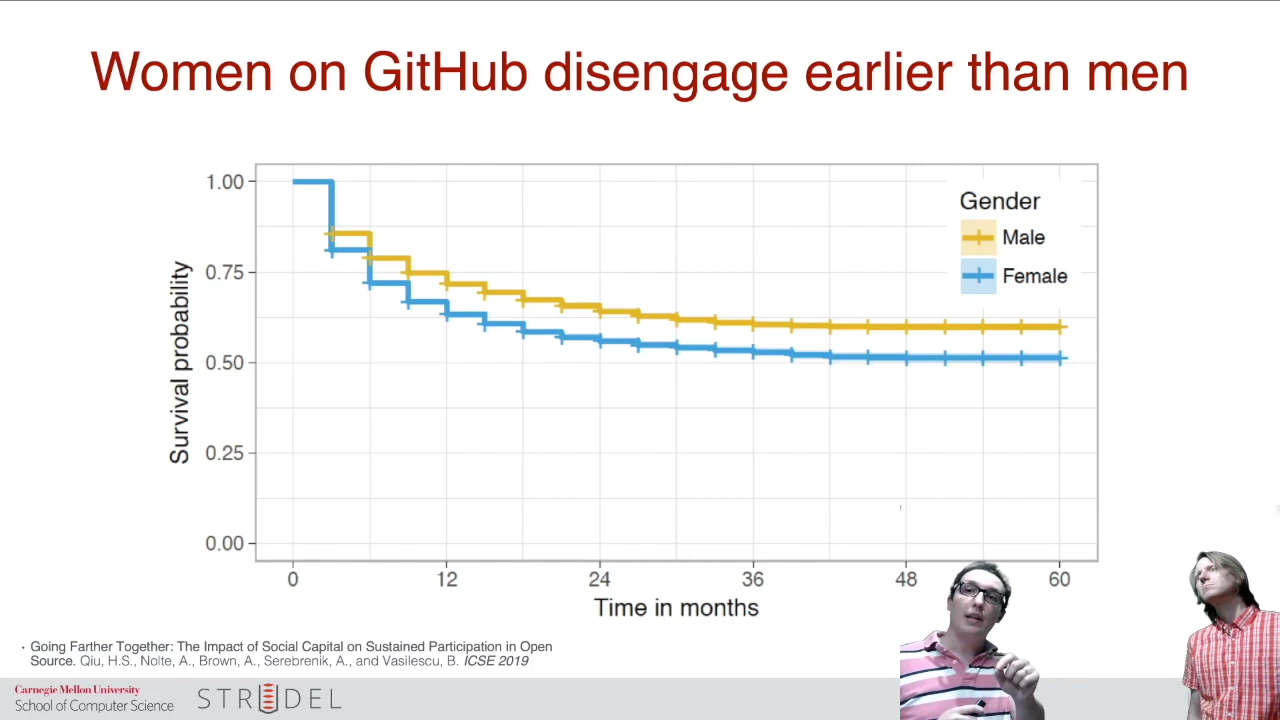 Women on GitHub disengage earlier than men
1.00
0.75
0.50
0.25
0.00
Survival probability
Gender
Male
Female
0 12 24 36 48 60
Time in months
· Going Farther Together: The Impact of Social Capital on Sustained Participation in Open
Source. Qiu, H.S., Nolte, A., Brown, A., Serebrenik, A., and Vasilescu, B. ICSE 2019
Carnegie Mellon University
School of Computer Science
STRUDEL